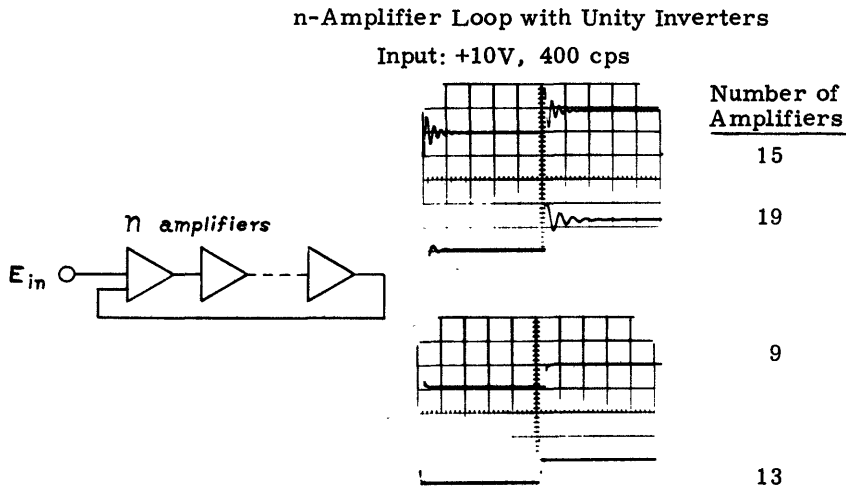 n-Amplifier Loop with Unity Inverters
Input: +10V, 400 cps
Number of
Amplifiers
15
19
n amplifiers
E in
9
13